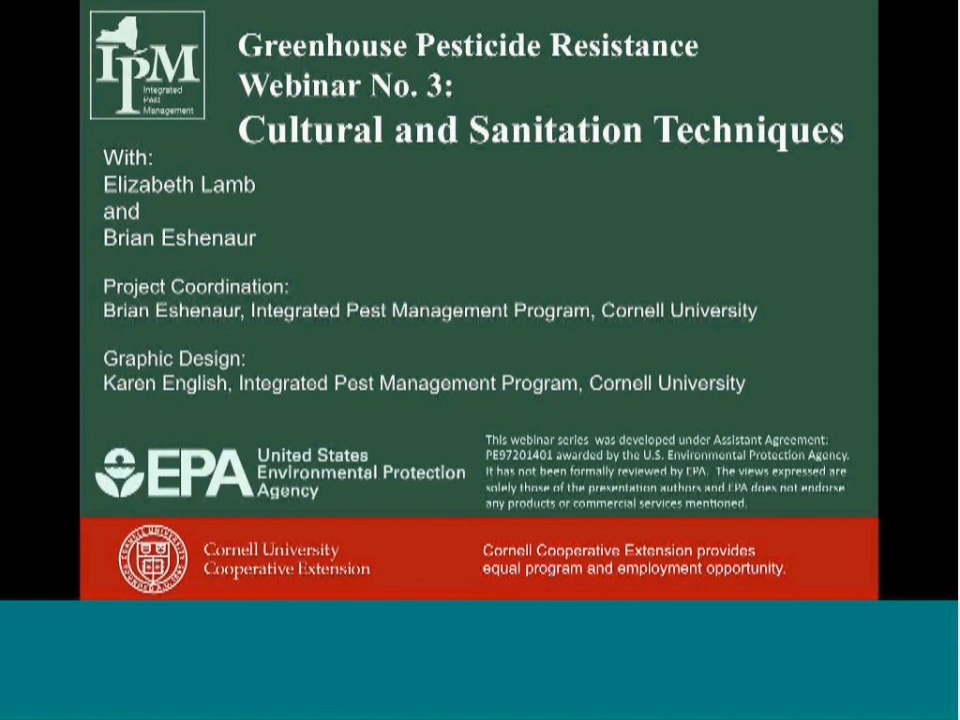 IPM
Integrated
Pest
Management
Greenhouse Pesticide Resistance
Webinar No. 3:
Cultural and Sanitation Techniques
With:
Elizabeth Lamb
and
Brian Eshenaur
Project Coordination:
Brian Eshenaur, Integrated Pest Management Program, Cornell University
Graphic Design:
Karen English, Integrated Pest Management Program, Cornell University
EPA
United States
Environmental Protection
Agency
This webinar series was developed under Assistant Agreement:
PE97201401 awarded by the U.S. Environmental Protection Agency.
It has not been formally reviewed by EPA. The views expressed are
solely those of the presentation authors and EPA does not endorse
any products or commercial services mentioned.
Cornell University
Cooperative Extension
Cornell Cooperative Extension provides
equal program and employment opportunity.